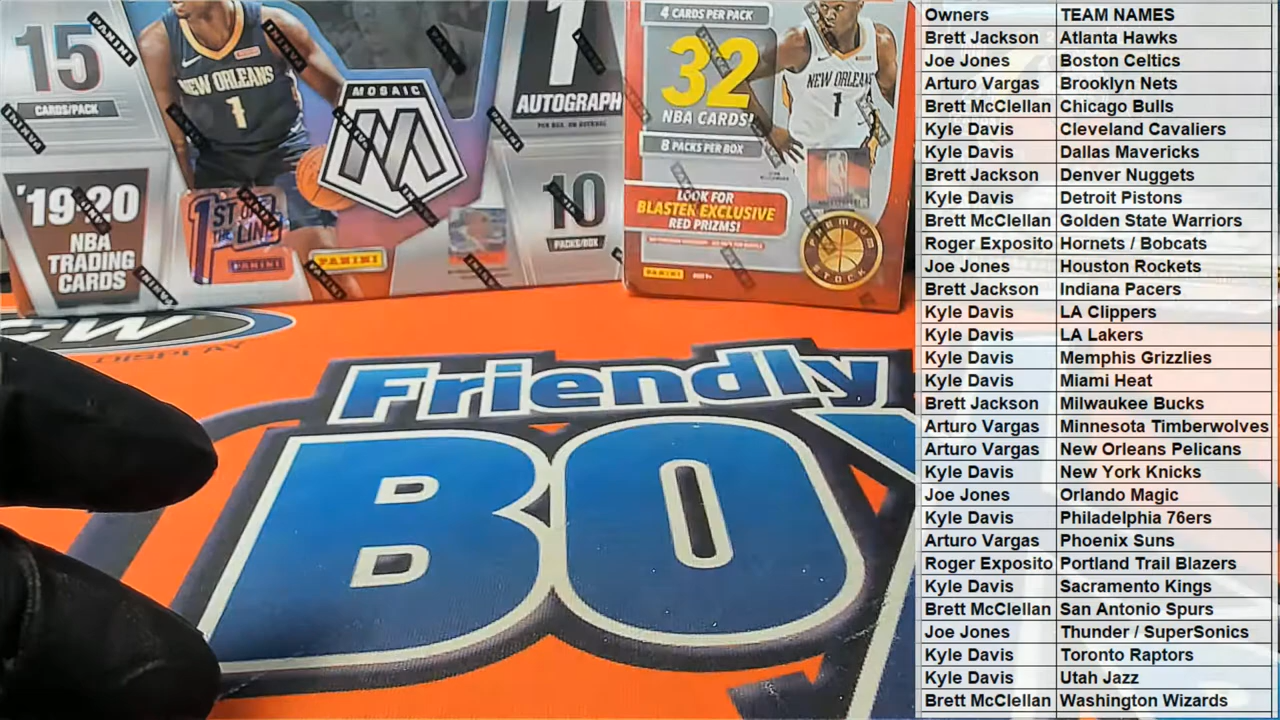 15
CARDS/PACK
PANINI
NEW ORLEANS
1
MOSAIC
1
AUTOGRAPH
PER BOX, ON AVERAGE
'19-20
NBA
TRADING
CARDS
1ST OFF
THE LINE
PANINI
PANINI
10
PACKS/BOX
4 CARDS PER PACK
32
NBA CARDS!
8 PACKS PER BOX
NEW ORLEANS
1
LOOK FOR
BLASTER EXCLUSIVE
RED PRIZMS!
PANINI
PREMIUM
STOCK
CW
DISPLAY
Friendly
BO
Owners TEAM NAMES
Brett Jackson Atlanta Hawks
Joe Jones Boston Celtics
Arturo Vargas Brooklyn Nets
Brett McClellan Chicago Bulls
Kyle Davis Cleveland Cavaliers
Kyle Davis Dallas Mavericks
Brett Jackson Denver Nuggets
Kyle Davis Detroit Pistons
Brett McClellan Golden State Warriors
Roger Exposito Hornets / Bobcats
Joe Jones Houston Rockets
Brett Jackson Indiana Pacers
Kyle Davis LA Clippers
Kyle Davis LA Lakers
Kyle Davis Memphis Grizzlies
Kyle Davis Miami Heat
Brett Jackson Milwaukee Bucks
Arturo Vargas Minnesota Timberwolves
Arturo Vargas New Orleans Pelicans
Kyle Davis New York Knicks
Joe Jones Orlando Magic
Kyle Davis Philadelphia 76ers
Arturo Vargas Phoenix Suns
Roger Exposito Portland Trail Blazers
Kyle Davis Sacramento Kings
Brett McClellan San Antonio Spurs
Joe Jones Thunder / SuperSonics
Kyle Davis Toronto Raptors
Kyle Davis Utah Jazz
Brett McClellan Washington Wizards